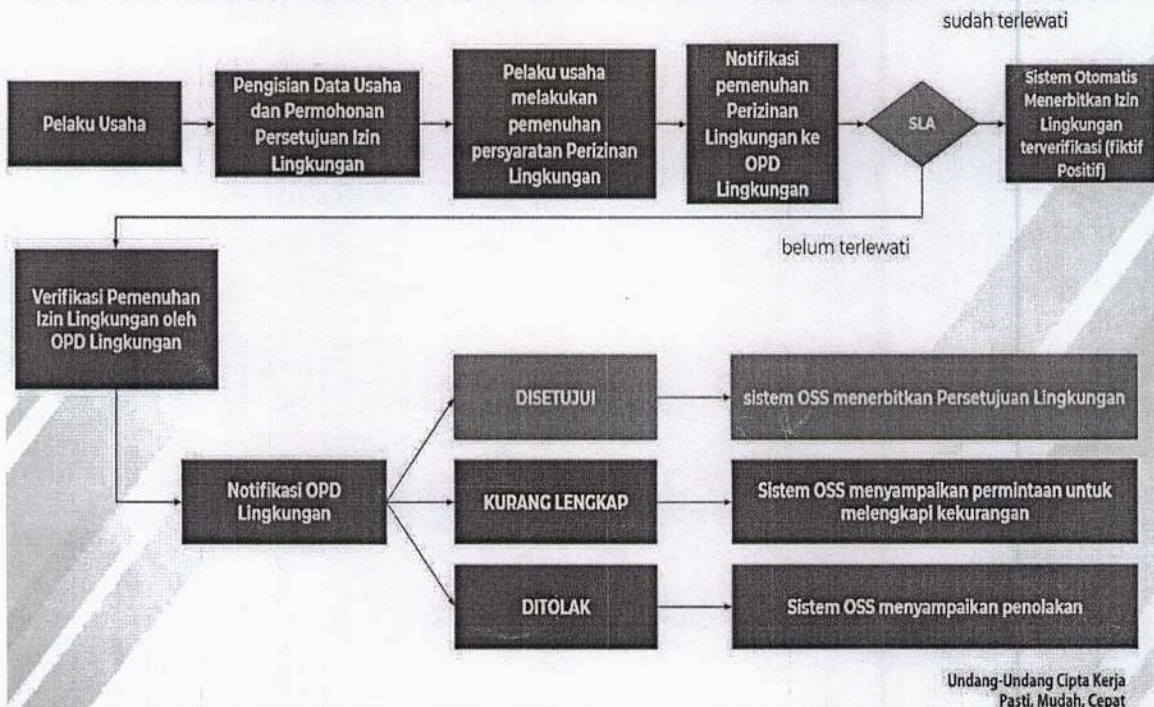 sudah terlewati
Pelaku Usaha
Pengisian Data Usaha
dan Permohonan
Persetujuan Izin
Lingkungan
Pelaku usaha
melakukan
pemenuhan
persyaratan Perizinan
Lingkungan
Notifikasi
pemenuhan
Perizinan
Lingkungan ke
OPD
Lingkungan
SLA
Sistem Otomatis
Menerbitkan Izin
Lingkungan
terverifikasi (fiktif
Positif)
belum terlewati
Verifikasi Pemenuhan
Izin Lingkungan oleh
OPD Lingkungan
Notifikasi OPD
Lingkungan
DISETUJUI
sistem OSS menerbitkan Persetujuan Lingkungan
KURANG LENGKAP
Sistem OSS menyampaikan permintaan untuk
melengkapi kekurangan
DITOLAK
Sistem OSS menyampaikan penolakan
Undang-Undang Cipta Kerja
Pasti, Mudah, Cepat